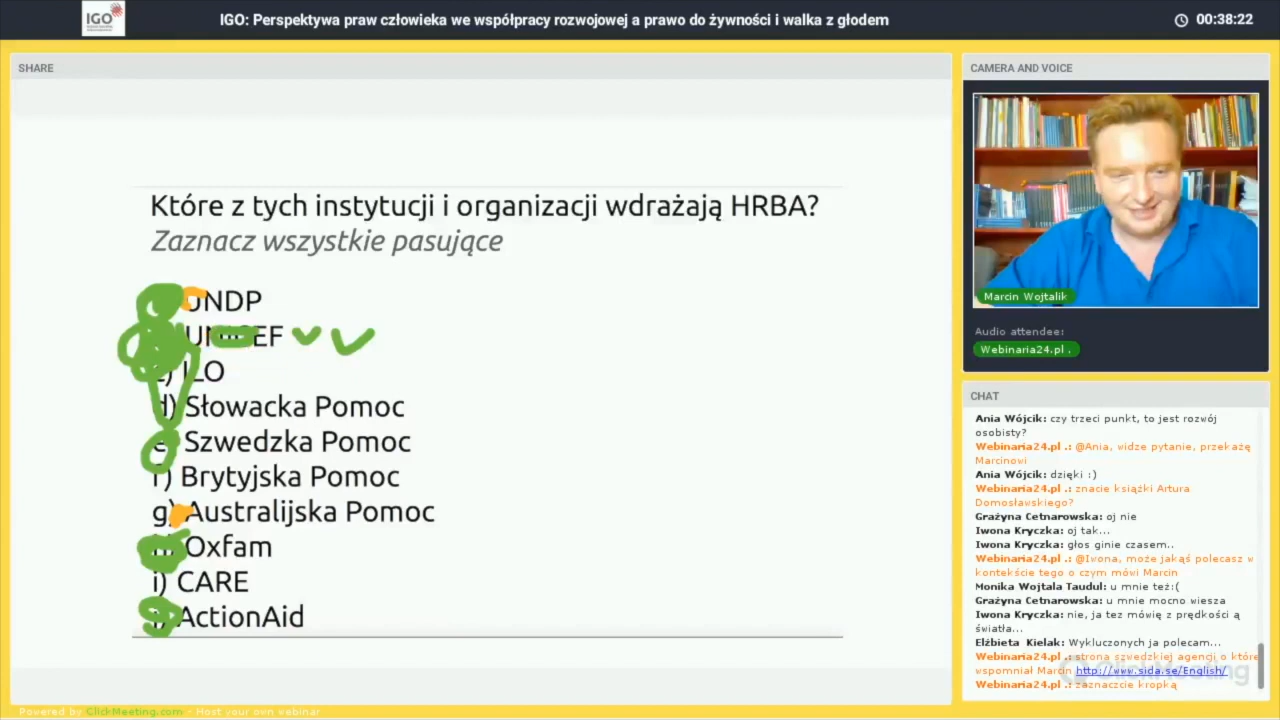 IGO
IGO: Perspektywa praw człowieka we współpracy rozwojowej a prawo do żywności i walka z głodem
00:38:22
SHARE
Które z tych instytucji i organizacji wdrażają HRBA?
Zaznacz wszystkie pasujące
UNDP
UNICEF
ILO
d) Słowacka Pomoc
e) Szwedzka Pomoc
f) Brytyjska Pomoc
g) Australijska Pomoc
Oxfam
i) CARE
ActionAid
CAMERA AND VOICE
Marcin Wojtalik
Audio attendee:
Webinaria24.pl .
CHAT
Ania Wójcik: czy trzeci punkt, to jest rozwój
osobisty?
Webinaria24.pl .: @Ania, widze pytanie, przekażę
Marcinowi
Ania Wójcik: dzięki :)
Webinaria24.pl .: znacie książki Artura
Domosławskiego?
Grażyna Cetnarowska: oj nie
Iwona Kryczka: oj tak...
Iwona Kryczka: głos ginie czasem..
Webinaria24.pl .: @Iwona, może jakąś polecasz w
kontekście tego o czym mówi Marcin
Monika Wojtala Taudul: u mnie też:(
Grażyna Cetnarowska: u mnie mocno wiesza
Iwona Kryczka: nie, ja tez mówię z prędkości ą
światła...
Elżbieta Kielak: Wykluczonych ja polecam...
Webinaria24.pl .: strona szwedzkiej agencji o które
wspomniał Marcin http://www.sida.se/English/
Webinaria24.pl .: zaznaczcie kropką
ClickMeeting
Powered by ClickMeeting.com - Host your own webinar